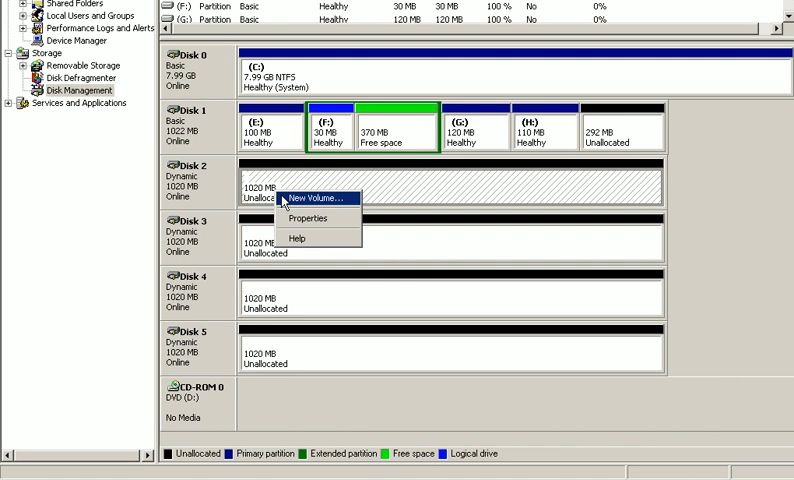 Shared Folders
Local Users and Groups
Performance Logs and Alerts
Device Manager
Storage
Removable Storage
Disk Defragmenter
Disk Management
Services and Applications
(F:) Partition Basic Healthy 30 MB 30 MB 100 % No 0%
(G:) Partition Basic Healthy 120 MB 120 MB 100 % No 0%
Disk 0
Basic
7.99 GB
Online
(C:)
7.99 GB NTFS
Healthy (System)
Disk 1
Basic
1022 MB
Online
(E:)
100 MB
Healthy
(F:)
30 MB
Healthy
370 MB
Free space
(G:)
120 MB
Healthy
(H:)
110 MB
Healthy
292 MB
Unallocated
Disk 2
Dynamic
1020 MB
Online
1020 MB
Unalloca
New Volume...
Properties
Help
Disk 3
Dynamic
1020 MB
Online
1020 MB
Unallocated
Disk 4
Dynamic
1020 MB
Online
1020 MB
Unallocated
Disk 5
Dynamic
1020 MB
Online
1020 MB
Unallocated
CD-ROM 0
DVD (D:)
No Media
Unallocated Primary partition Extended partition Free space Logical drive